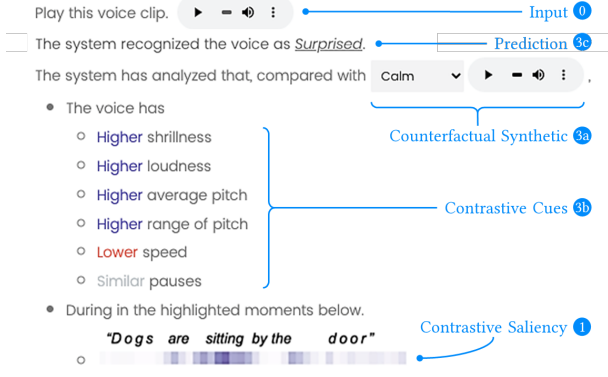 Play this voice clip. Input 0
The system recognized the voice as Surprised. Prediction 3c
The system has analyzed that, compared with Calm ,
Counterfactual Synthetic 3a
The voice has
Higher shrillness
Higher loudness
Higher average pitch
Higher range of pitch
Lower speed
Similar pauses
Contrastive Cues 3b
During in the highlighted moments below.
Contrastive Saliency 1
"Dogs are sitting by the door"